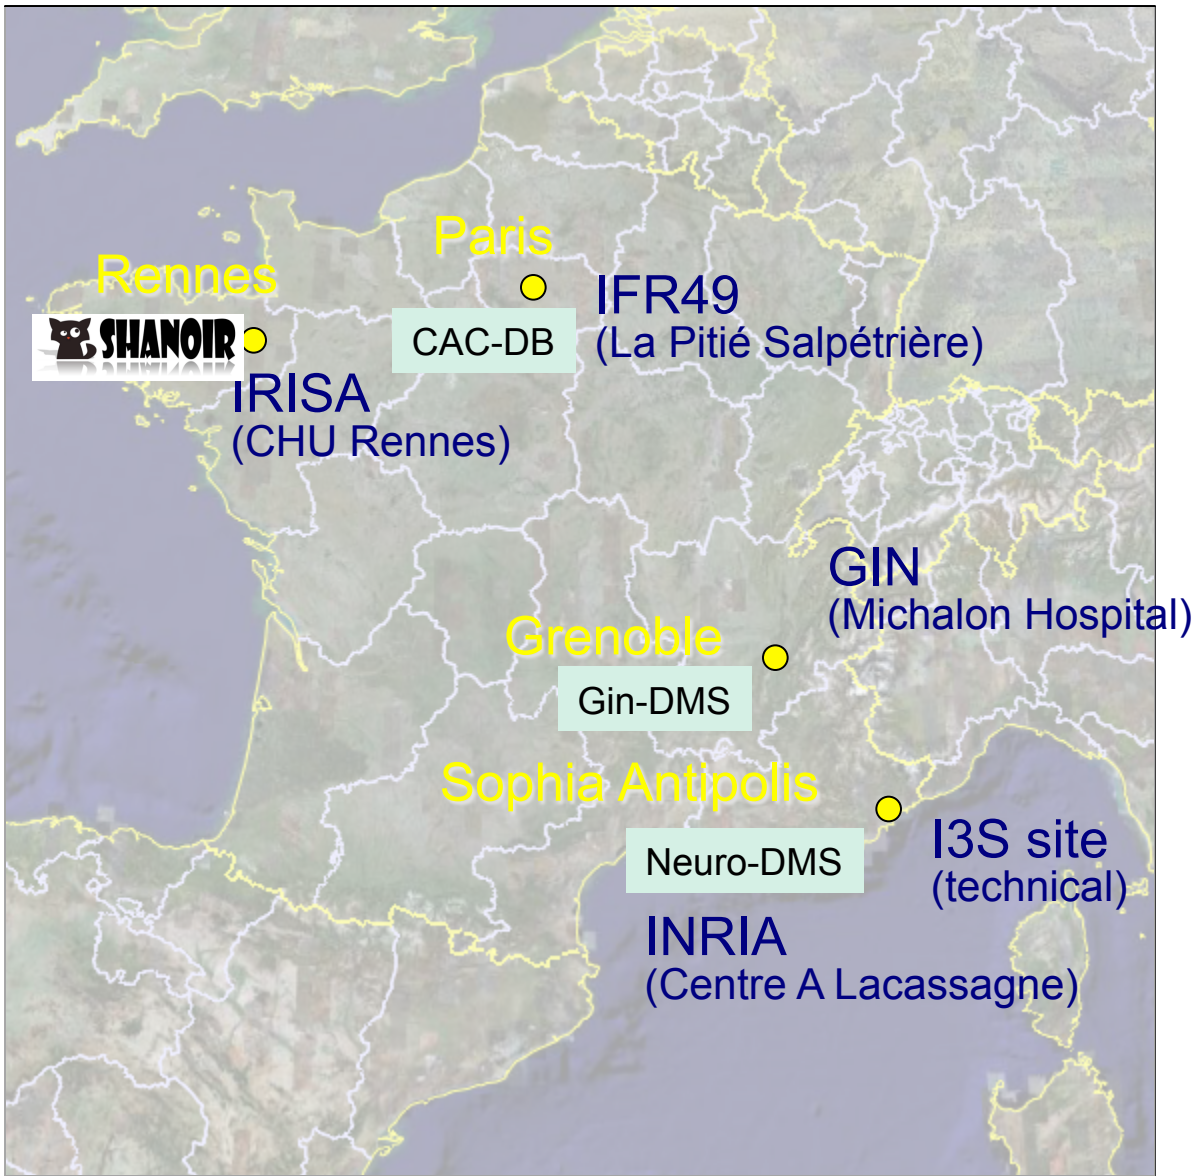 Paris
Rennes
IFR49
(La Pitié Salpétrière)
SHANOIR
CAC-DB
IRISA
(CHU Rennes)
GIN
(Michalon Hospital)
Grenoble
Gin-DMS
Sophia Antipolis
I3S site
(technical)
Neuro-DMS
INRIA
(Centre A Lacassagne)